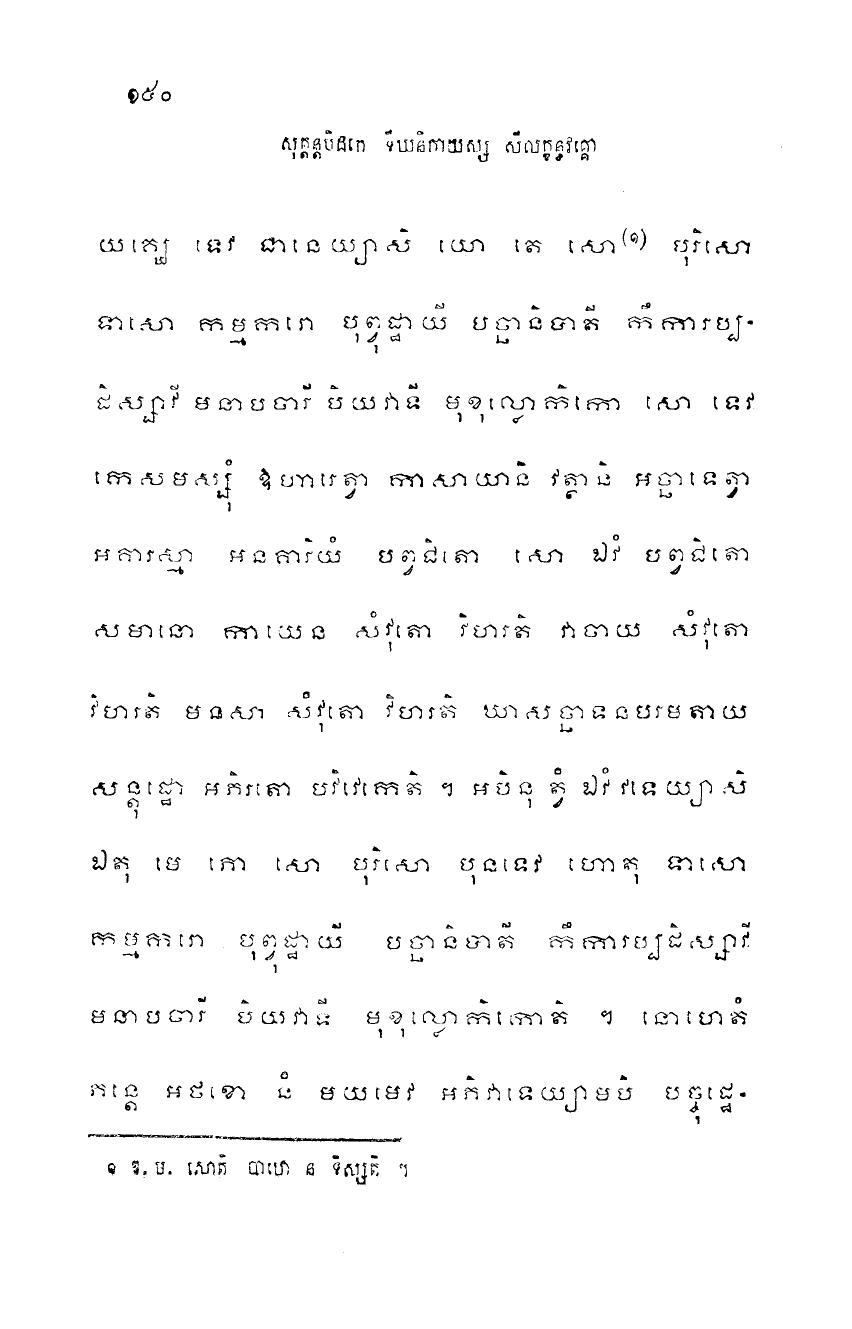 ១៥០
សុត្តន្តបិដកេ ទីឃនិកាយស្ស សីលក្ខន្ធវគ្គោ
យក្ឃេ ទេវ ជានេយ្យាសិ យោ តេ សោ(១) បុរិសោ
ទាសោ កម្មករោ បុព្វុដ្ឋាយី បច្ឆានិបាតី កឹការប្ប-
ដិស្សាវី មនាបចារី បិយវាទី មុខុល្លោកិកោ សោ ទេវ
កេសមស្សុំ ឱហារេត្វា កាសាយានិ វត្ថានិ អច្ឆាទេត្វា
អគារស្មា អនគារិយំ បព្វជិតោ សោ ឯវំ បព្វជិតោ
សមានោ កាយេន សំវុតោ វិហរតិ វាចាយ សំវុតោ
វិហរតិ មនសា សំវុតោ វិហរតិ ឃាសច្ឆាទនបរមតាយ
សន្តុដ្ឋោ អភិរតោ បវិវេកេតិ ។ អបិនុ ត្វំ ឯវំ វទេយ្យាសិ
ឯតុ មេ ភោ សោ បុរិសោ បុនទេវ ហោតុ ទាសោ
កម្មករោ បុព្វុដ្ឋាយី បច្ឆានិបាតី កឹការប្បដិស្សាវី
មនាបចារី បិយវាទី មុខុល្លោកិកោតិ ។ នោហេតំ
ភន្តេ អថខោ នំ មយមេវ អភិវាទេយ្យាមបិ បច្ចុដ្ឋេ-
១ ឱ. ម. សោតិ បាឋោ ន ទិស្សតិ ។